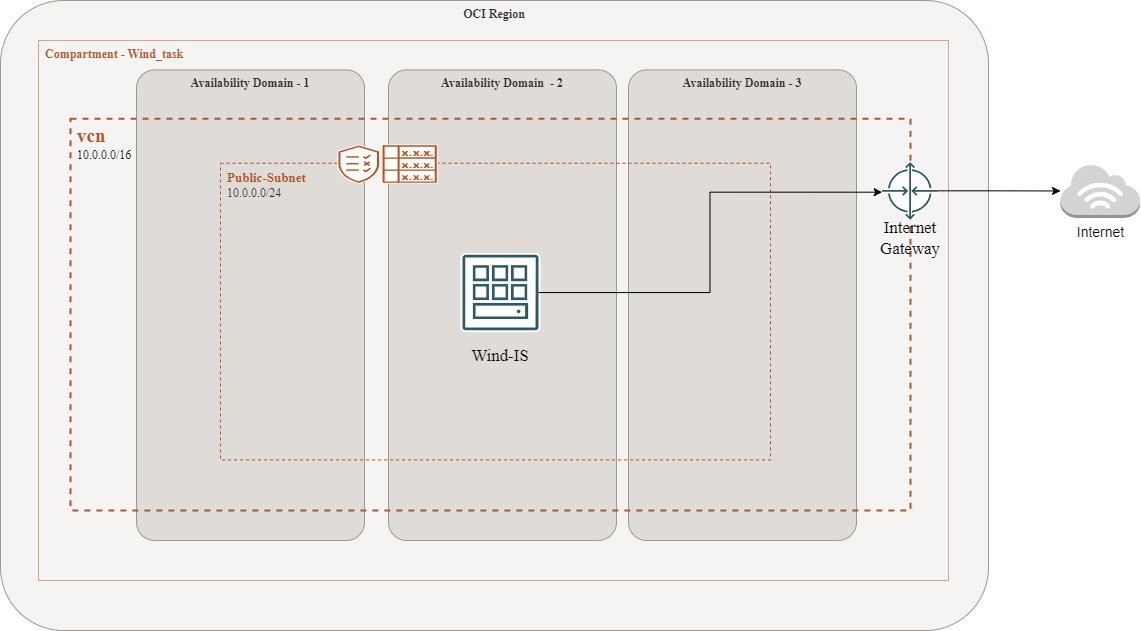 OCI Region
Compartment - Wind_task
Availability Domain - 1
Availability Domain - 2
Availability Domain - 3
vcn
10.0.0.0/16
Public-Subnet
10.0.0.0/24
x.x.x.
x.x.x.
x.x.x.
Internet
Gateway
Internet
Wind-IS